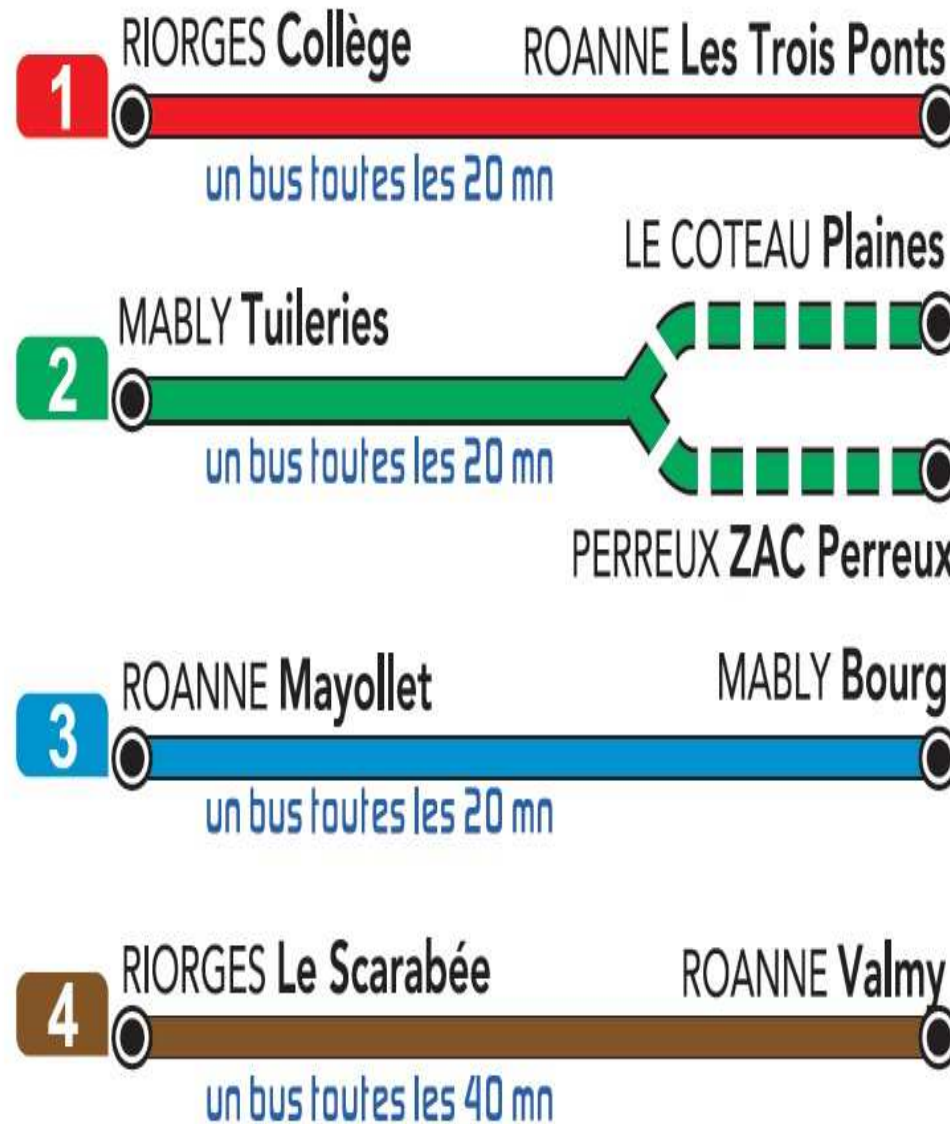 RIORGES Collège ROANNE Les Trois Ponts
1
un bus toutes les 20 mn
LE COTEAU Plaines
MABLY Tuileries
2
un bus toutes les 20 mn
PERREUX ZAC Perreux
ROANNE Mayollet MABLY Bourg
3
un bus toutes les 20 mn
RIORGES Le Scarabée ROANNE Valmy
4
un bus toutes les 40 mn